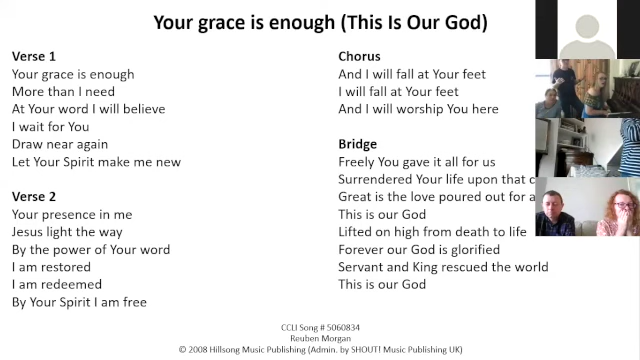 Your grace is enough (This Is Our God)
Verse 1
Your grace is enough
More than I need
At Your word I will believe
I wait for You
Draw near again
Let Your Spirit make me new
Verse 2
Your presence in me
Jesus light the way
By the power of Your word
I am restored
I am redeemed
By Your Spirit I am free
Chorus
And I will fall at Your feet
I will fall at Your feet
And I will worship You here
Bridge
Freely You gave it all for us
Surrendered Your life upon that
Great is the love poured out for
This is our God
Lifted on high from death to life
Forever our God is glorified
Servant and King rescued the world
This is our God
CCLI Song # 5060834
Reuben Morgan
© 2008 Hillsong Music Publishing (Admin. by SHOUT! Music Publishing UK)